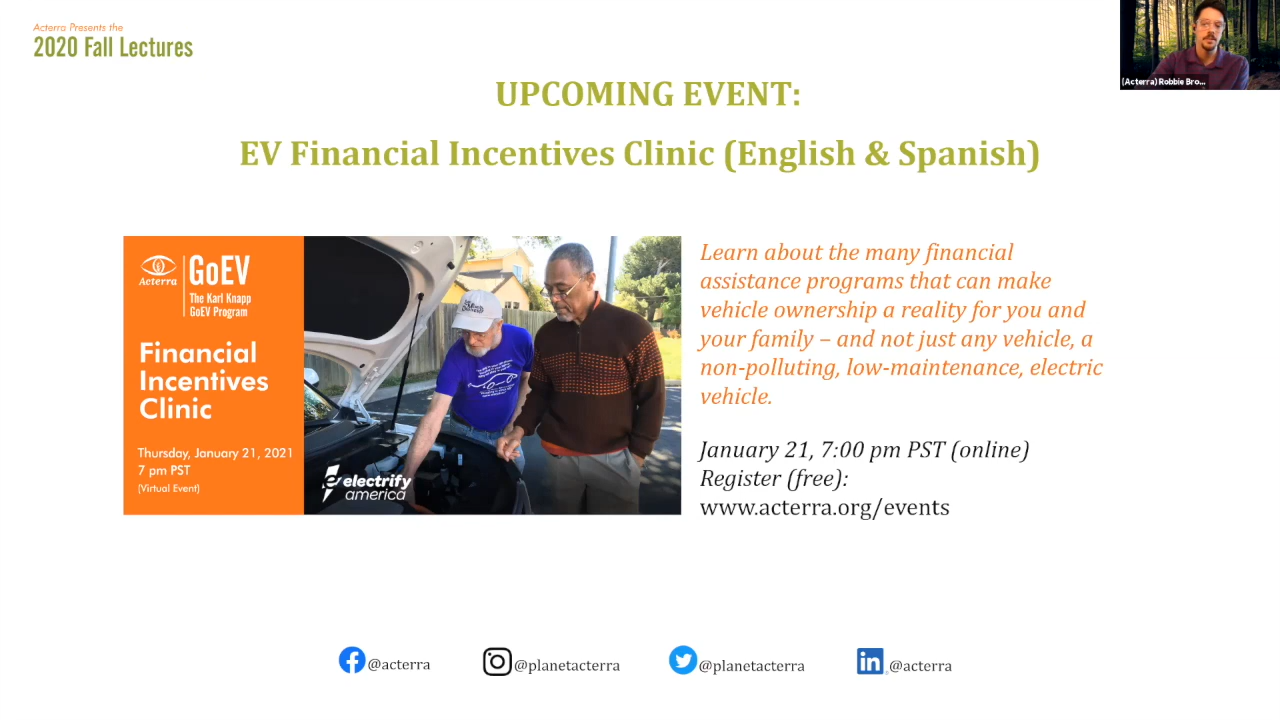 Acterra Presents the
2020 Fall Lectures
(Acterra) Robbie Bro...
UPCOMING EVENT:
EV Financial Incentives Clinic (English & Spanish)
Acterra
GoEV
The Karl Knapp
GoEV Program
Financial
Incentives
Clinic
Thursday, January 21, 2021
7 pm PST
(Virtual Event)
electrify
america
Learn about the many financial
assistance programs that can make
vehicle ownership a reality for you and
your family – and not just any vehicle, a
non-polluting, low-maintenance, electric
vehicle.
January 21, 7:00 pm PST (online)
Register (free):
www.acterra.org/events
@acterra
@planetacterra
@planetacterra
in
@acterra